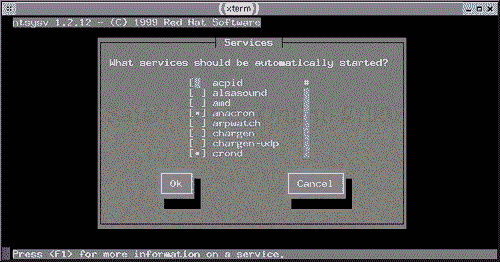 xterm
ntsysv 1.2.12 - (C) 1999 Red Hat Software
Services
What services should be automatically started?
[ ] acpid
[ ] alsasound
[ ] amd
[*] anacron
[ ] arpwatch
[ ] chargen
[ ] chargen-udp
[*] crond
Ok
Cancel
Press <F1> for more information on a service.